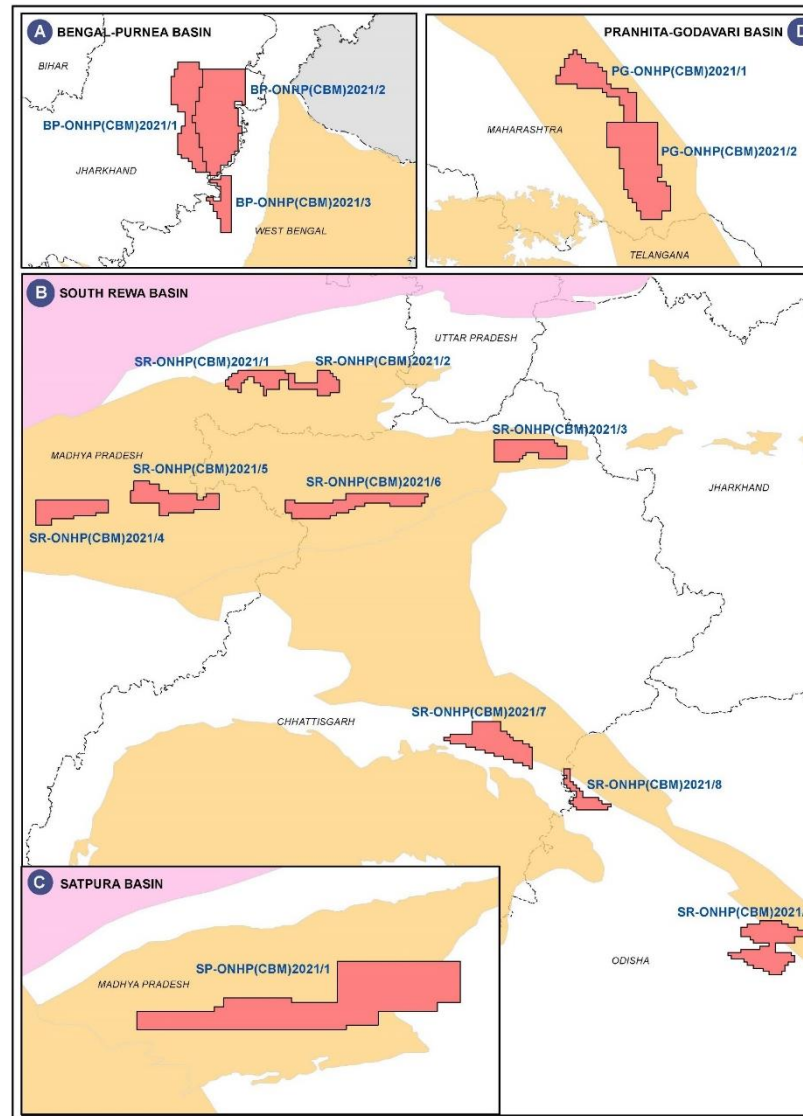 A BENGAL-PURNEA BASIN
BIHAR
BP-ONHP(CBM)2021/2
BP-ONHP(CBM)2021/1
JHARKHAND
BP-ONHP(CBM)2021/3
WEST BENGAL
PRANHITA-GODAVARI BASIN D
PG-ONHP(CBM)2021/1
MAHARASHTRA
PG-ONHP(CBM)2021/2
TELANGANA
B SOUTH REWA BASIN
UTTAR PRADESH
SR-ONHP(CBM)2021/1 SR-ONHP(CBM)2021/2
SR-ONHP(CBM)2021/3
MADHYA PRADESH
SR-ONHP(CBM)2021/5
SR-ONHP(CBM)2021/6
JHARKHAND
SR-ONHP(CBM)2021/4
SR-ONHP(CBM)2021/7
CHHATTISGARH
SR-ONHP(CBM)2021/8
C SATPURA BASIN
SR-ONHP(CBM)2021/
SP-ONHP(CBM)2021/1
ODISHA
MADHYA PRADESH